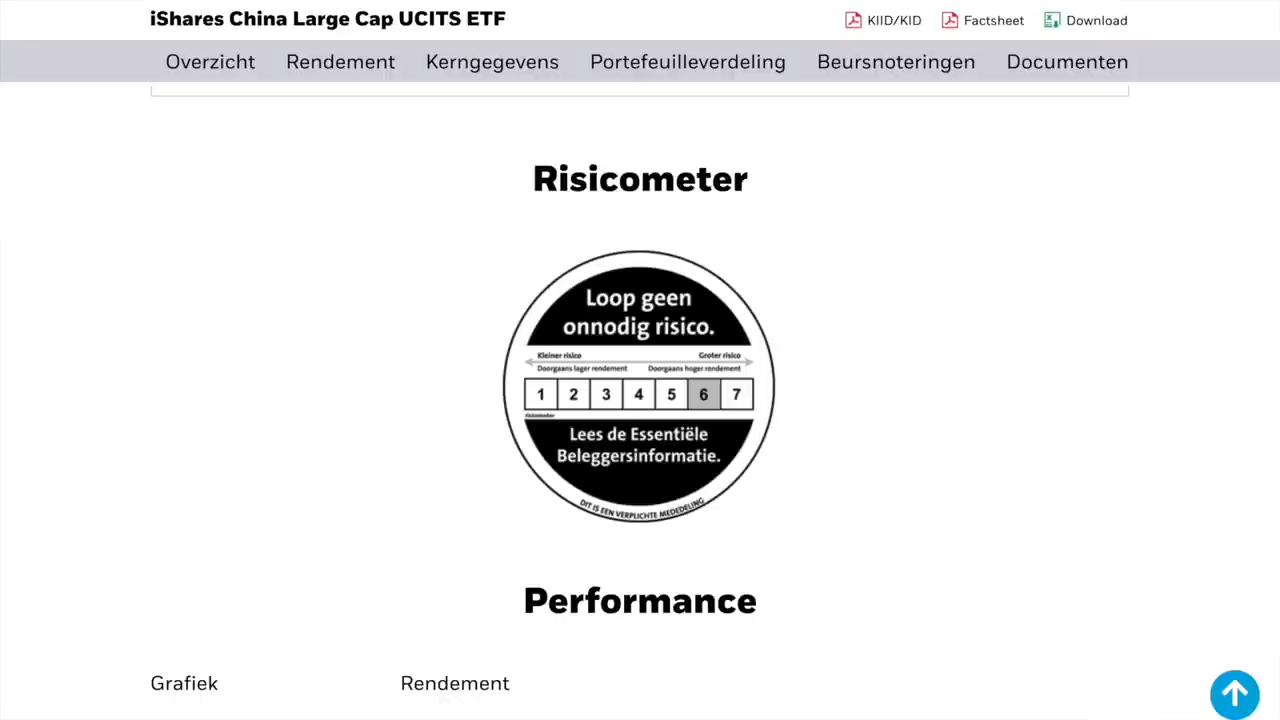 iShares China Large Cap UCITS ETF
KIID/KID Factsheet Download
Overzicht Rendement Kerngegevens Portefeuilleverdeling Beursnoteringen Documenten
Risicometer
Loop geen
onnodig risico.
Kleiner risico Groter risico
Doorgaans lager rendement Doorgaans hoger rendement
1 2 3 4 5 6 7
Risicometer
Lees de Essentiële
Beleggersinformatie.
DIT IS EEN VERPLICHTE MEDEDELING
Performance
Grafiek Rendement